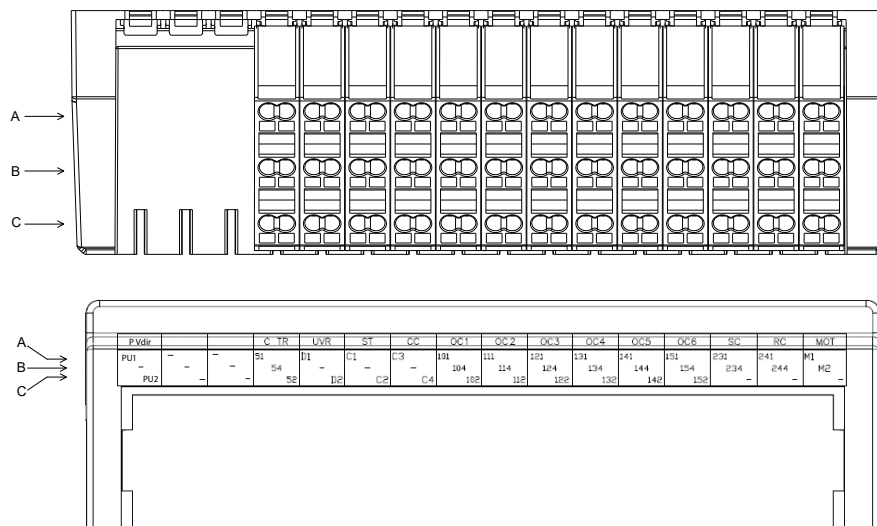 A
B
C
A
B
C
P.Vdir C TR UVR ST CC OC1 OC2 OC3 OC4 OC5 OC6 SC RC MOT
PU1 – – 51 D1 C1 C3 101 111 121 131 141 151 231 241 M1
– – – 54 – – – 104 114 124 134 144 154 234 244 M2
PU2 – – 52 D2 C2 C4 102 112 122 132 142 152 – – –